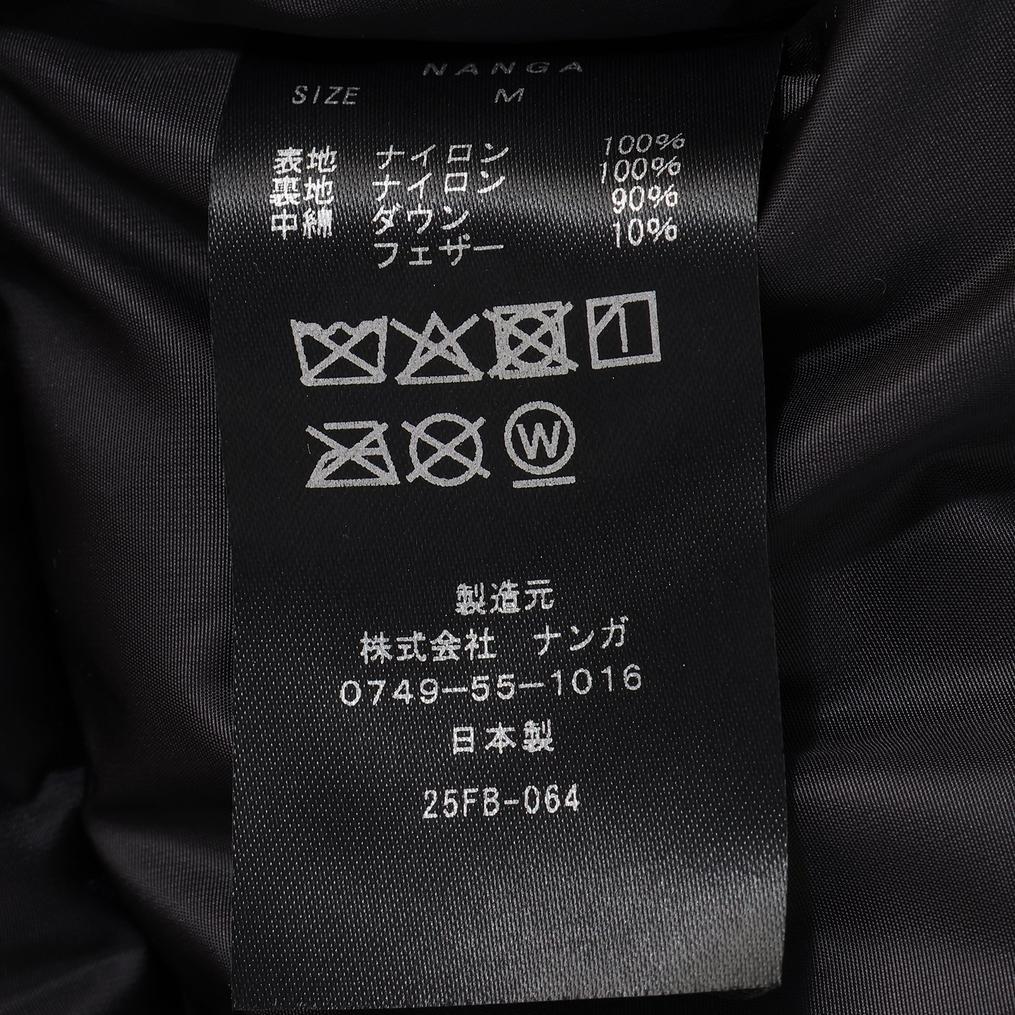 NANGA
SIZE M
表地 ナイロン 100%
裏地 ナイロン 100%
中綿 ダウン 90%
フェザー 10%
W
製造元
株式会社 ナンガ
0749-55-1016
日本製
25FB-064